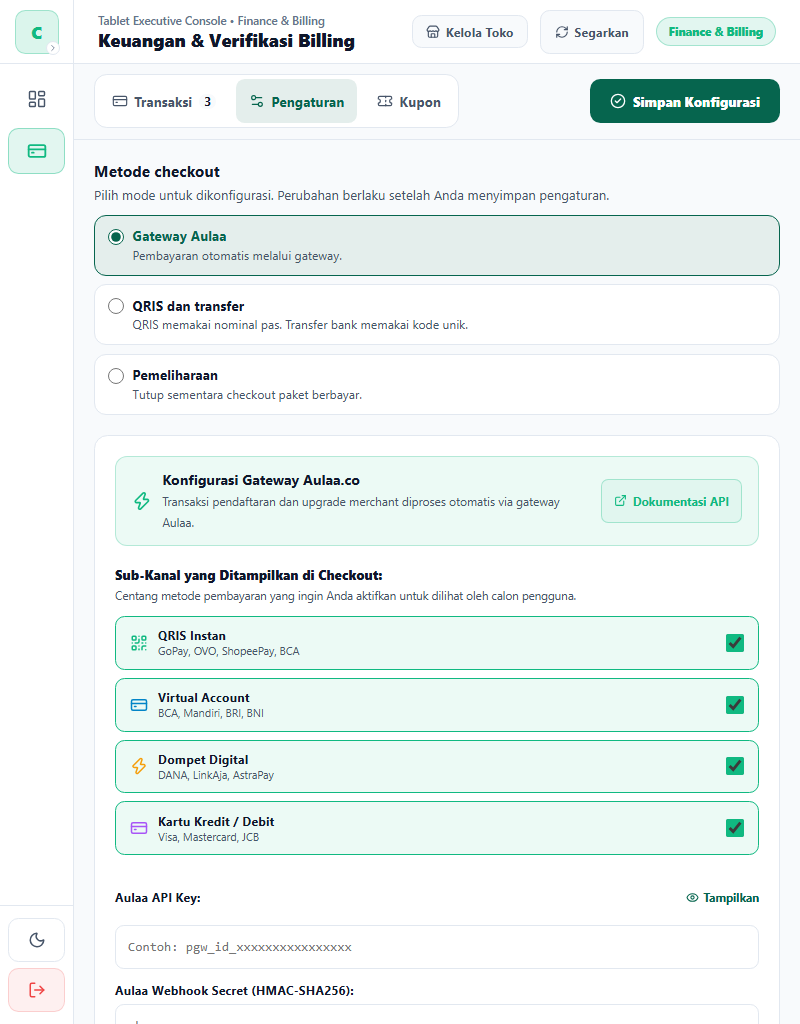 C
Tablet Executive Console • Finance & Billing
Keuangan & Verifikasi Billing
Kelola Toko
Segarkan
Finance & Billing
Transaksi 3
Pengaturan
Kupon
Simpan Konfigurasi
Metode checkout
Pilih mode untuk dikonfigurasi. Perubahan berlaku setelah Anda menyimpan pengaturan.
Gateway Aulaa
Pembayaran otomatis melalui gateway.
QRIS dan transfer
QRIS memakai nominal pas. Transfer bank memakai kode unik.
Pemeliharaan
Tutup sementara checkout paket berbayar.
Konfigurasi Gateway Aulaa.co
Transaksi pendaftaran dan upgrade merchant diproses otomatis via gateway
Aulaa.
Dokumentasi API
Sub-Kanal yang Ditampilkan di Checkout:
Centang metode pembayaran yang ingin Anda aktifkan untuk dilihat oleh calon pengguna.
QRIS Instan
GoPay, OVO, ShopeePay, BCA
Virtual Account
BCA, Mandiri, BRI, BNI
Dompet Digital
DANA, LinkAja, AstraPay
Kartu Kredit / Debit
Visa, Mastercard, JCB
Aulaa API Key:
Tampilkan
Contoh: pgw_id_xxxxxxxxxxxxxxxx
Aulaa Webhook Secret (HMAC-SHA256):